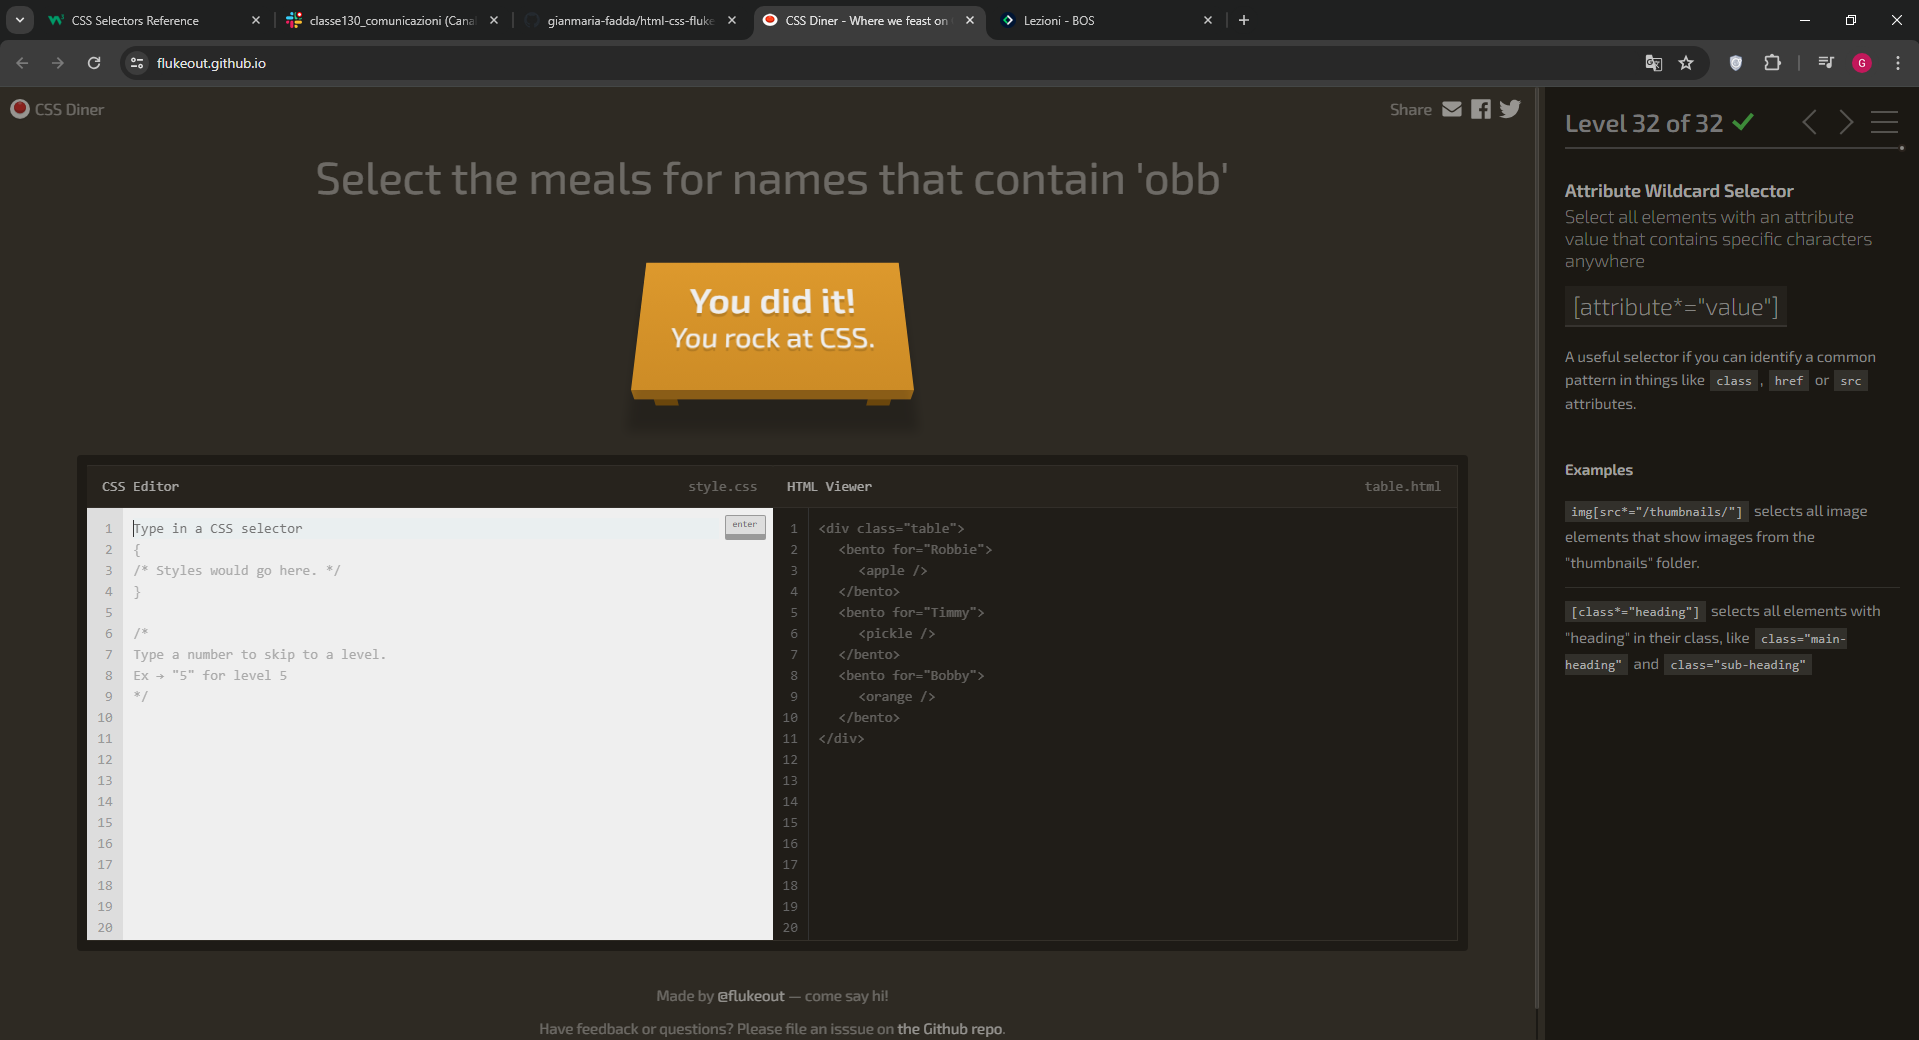 CSS Selectors Reference
classe130_comunicazioni (Cana
gianmaria-fadda/html-css-fluke
CSS Diner - Where we feast on
Lezioni - BOS
flukeout.github.io
G
CSS Diner
Share
Select the meals for names that contain 'obb'
You did it!
You rock at CSS.
CSS Editor
style.css
HTML Viewer
table.html
1 Type in a CSS selector
enter
2 {
3 /* Styles would go here. */
4 }
5
6 /*
7 Type a number to skip to a level.
8 Ex → "5" for level 5
9 */
10
11
12
13
14
15
16
17
18
19
20
1 <div class="table">
2 <bento for="Robbie">
3 <apple />
4 </bento>
5 <bento for="Timmy">
6 <pickle />
7 </bento>
8 <bento for="Bobby">
9 <orange />
10 </bento>
11 </div>
12
13
14
15
16
17
18
19
20
Made by @flukeout — come say hi!
Have feedback or questions? Please file an isssue on the Github repo.
Level 32 of 32
Attribute Wildcard Selector
Select all elements with an attribute
value that contains specific characters
anywhere
[attribute*="value"]
A useful selector if you can identify a common
pattern in things like class , href or src
attributes.
Examples
img[src*="/thumbnails/"] selects all image
elements that show images from the
"thumbnails" folder.
[class*="heading"] selects all elements with
"heading" in their class, like class="main-
heading" and class="sub-heading"